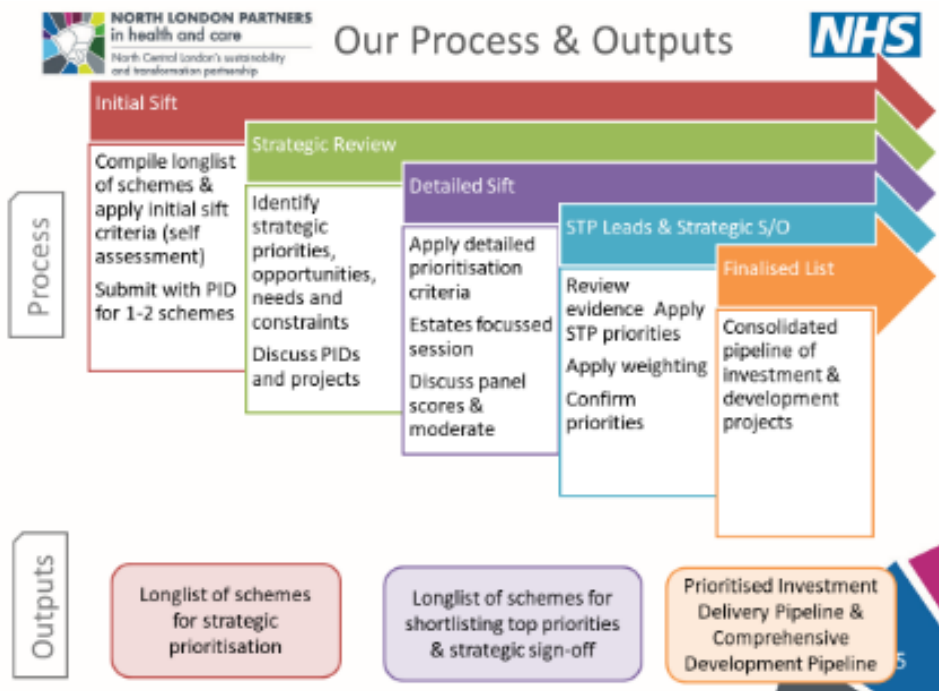 NORTH LONDON PARTNERS
in health and care
North Central London's sustainability
and transformation partnership
Our Process & Outputs
NHS
Initial Sift
Compile longlist
of schemes &
apply initial sift
criteria (self
assessment)
Submit with PID
for 1-2 schemes
Strategic Review
Identify
strategic
priorities,
opportunities,
needs and
constraints
Discuss PIDs
and projects
Detailed Sift
Apply detailed
prioritisation
criteria
Estates focussed
session
Discuss panel
scores &
moderate
STP Leads & Strategic S/O
Review
evidence Apply
STP priorities
Apply weighting
Confirm
priorities
Finalised List
Consolidated
pipeline of
investment &
development
projects
Process
Outputs
Longlist of schemes
for strategic
prioritisation
Longlist of schemes for
shortlisting top priorities
& strategic sign-off
Prioritised Investment
Delivery Pipeline &
Comprehensive
Development Pipeline
5